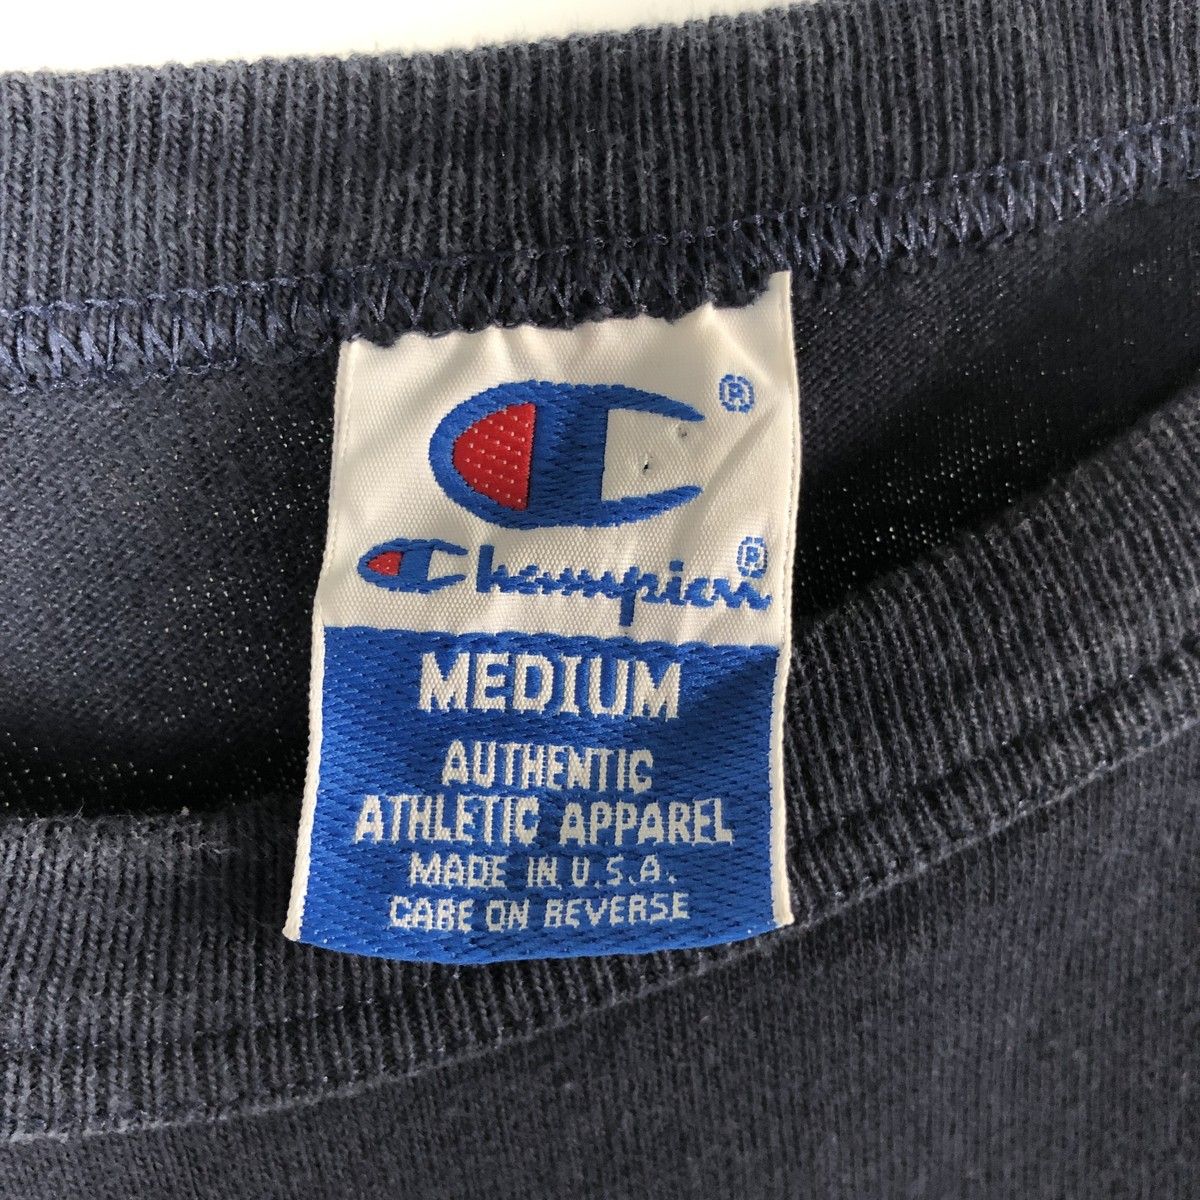 ®
Champion®
MEDIUM
AUTHENTIC
ATHLETIC APPAREL
MADE IN U.S.A.
CARE ON REVERSE